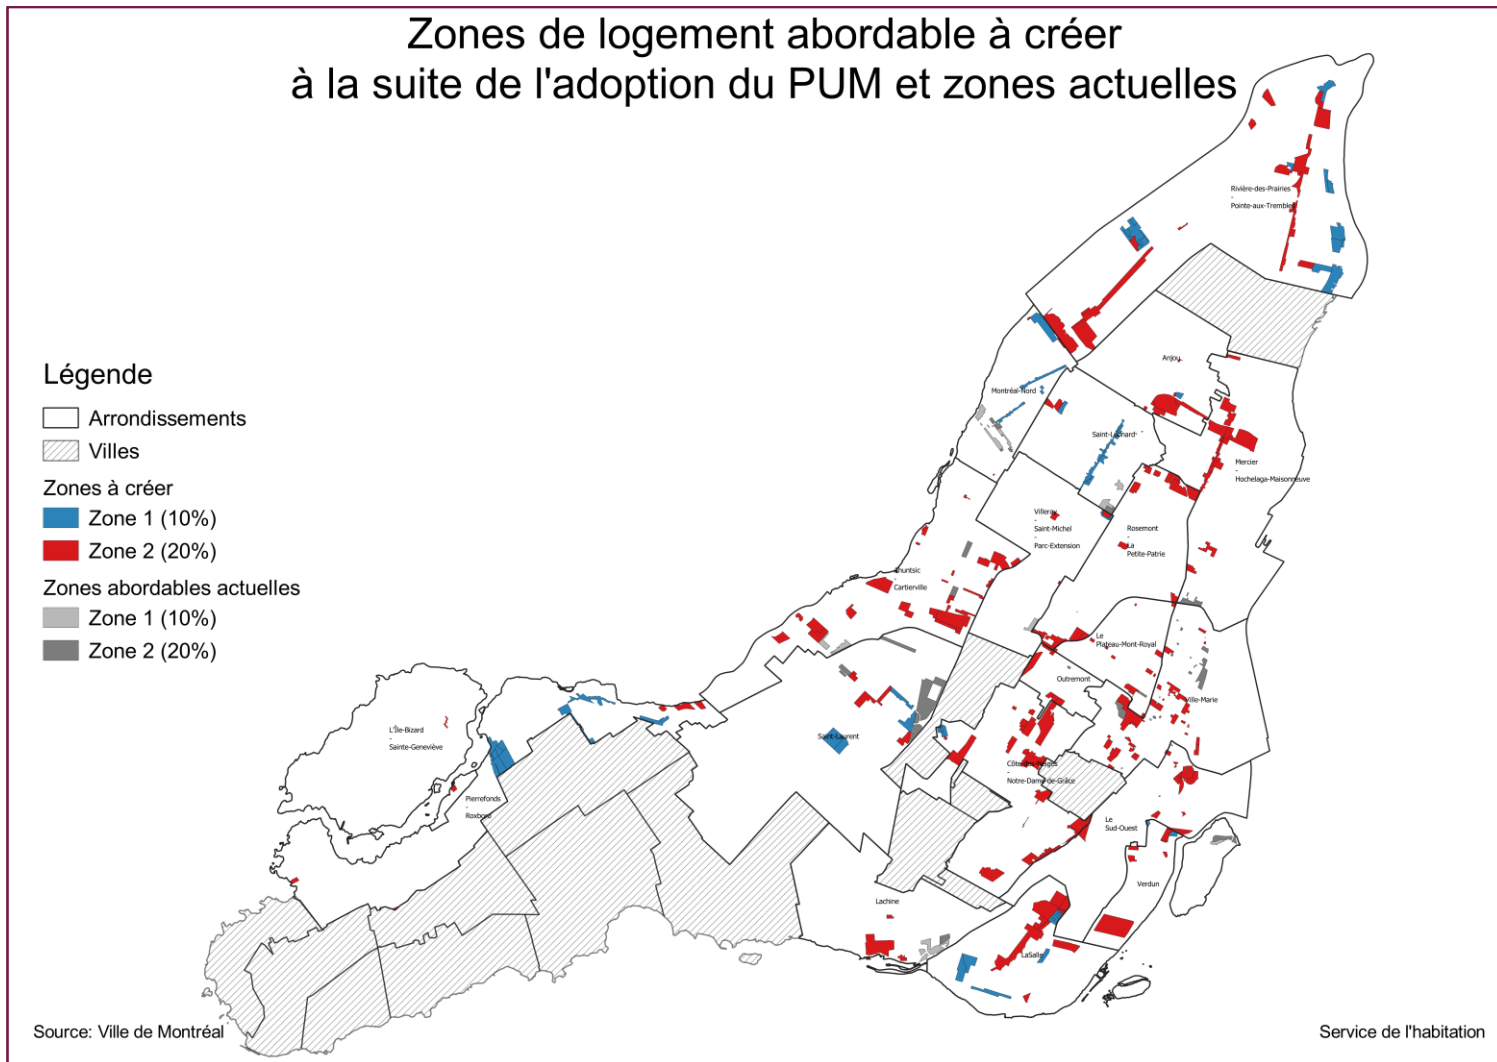 Zones de logement abordable à créer
à la suite de l'adoption du PUM et zones actuelles
Rivière-des-Prairies
-
Pointe-aux-Trembles
Anjou
Légende
Arrondissements
Villes
Zones à créer
Zone 1 (10%)
Zone 2 (20%)
Zones abordables actuelles
Zone 1 (10%)
Zone 2 (20%)
Montréal-Nord
Saint-Léonard
Mercier
-
Hochelaga-Maisonneuve
Villeray
-
Saint-Michel
-
Parc-Extension
Rosemont
-
La
Petite-Patrie
Ahuntsic
-
Cartierville
Le
Plateau-Mont-Royal
Outremont
Ville-Marie
L'Île-Bizard
-
Sainte-Geneviève
Saint-Laurent
Côte-des-Neiges
-
Notre-Dame-de-Grâce
Pierrefonds
-
Roxboro
Le
Sud-Ouest
Verdun
Lachine
LaSalle
Source: Ville de Montréal
Service de l'habitation